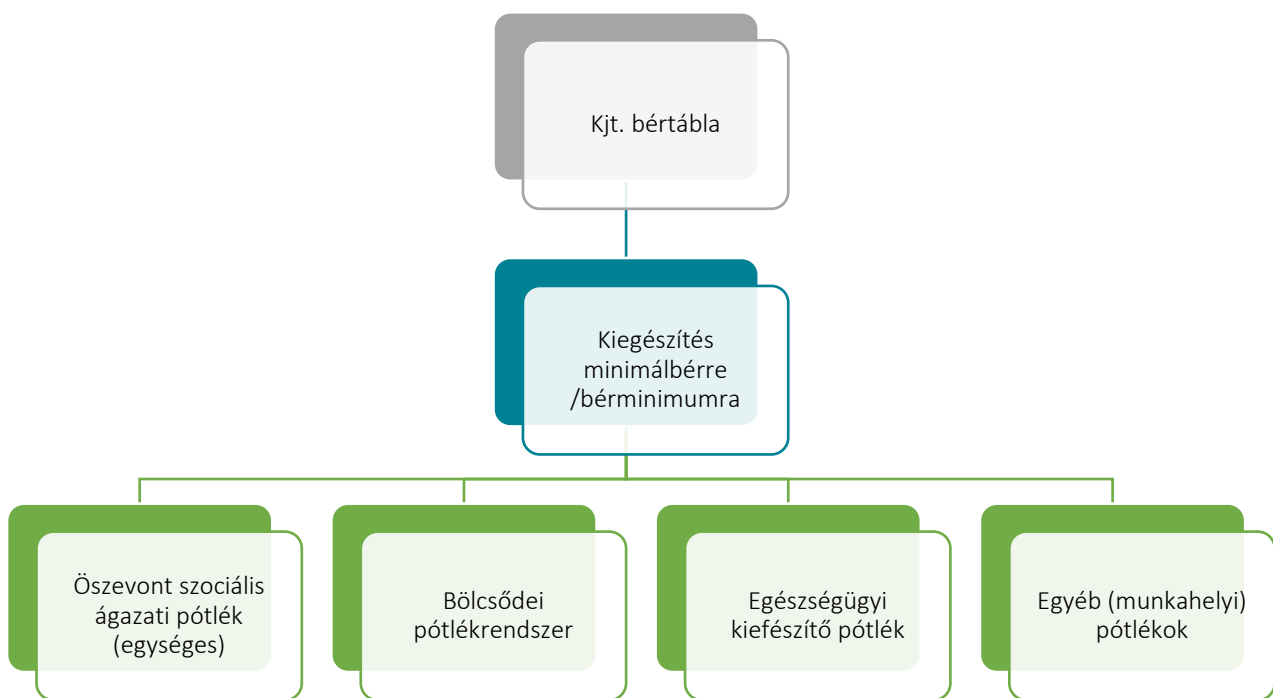 Kjt. bértábla
Kiegészítés
minimálbérre
/bérminimumra
Öszevont szociális
ágazati pótlék
(egységes)
Bölcsődei
pótlékrendszer
Egészségügyi
kiefészítő pótlék
Egyéb (munkahelyi)
pótlékok